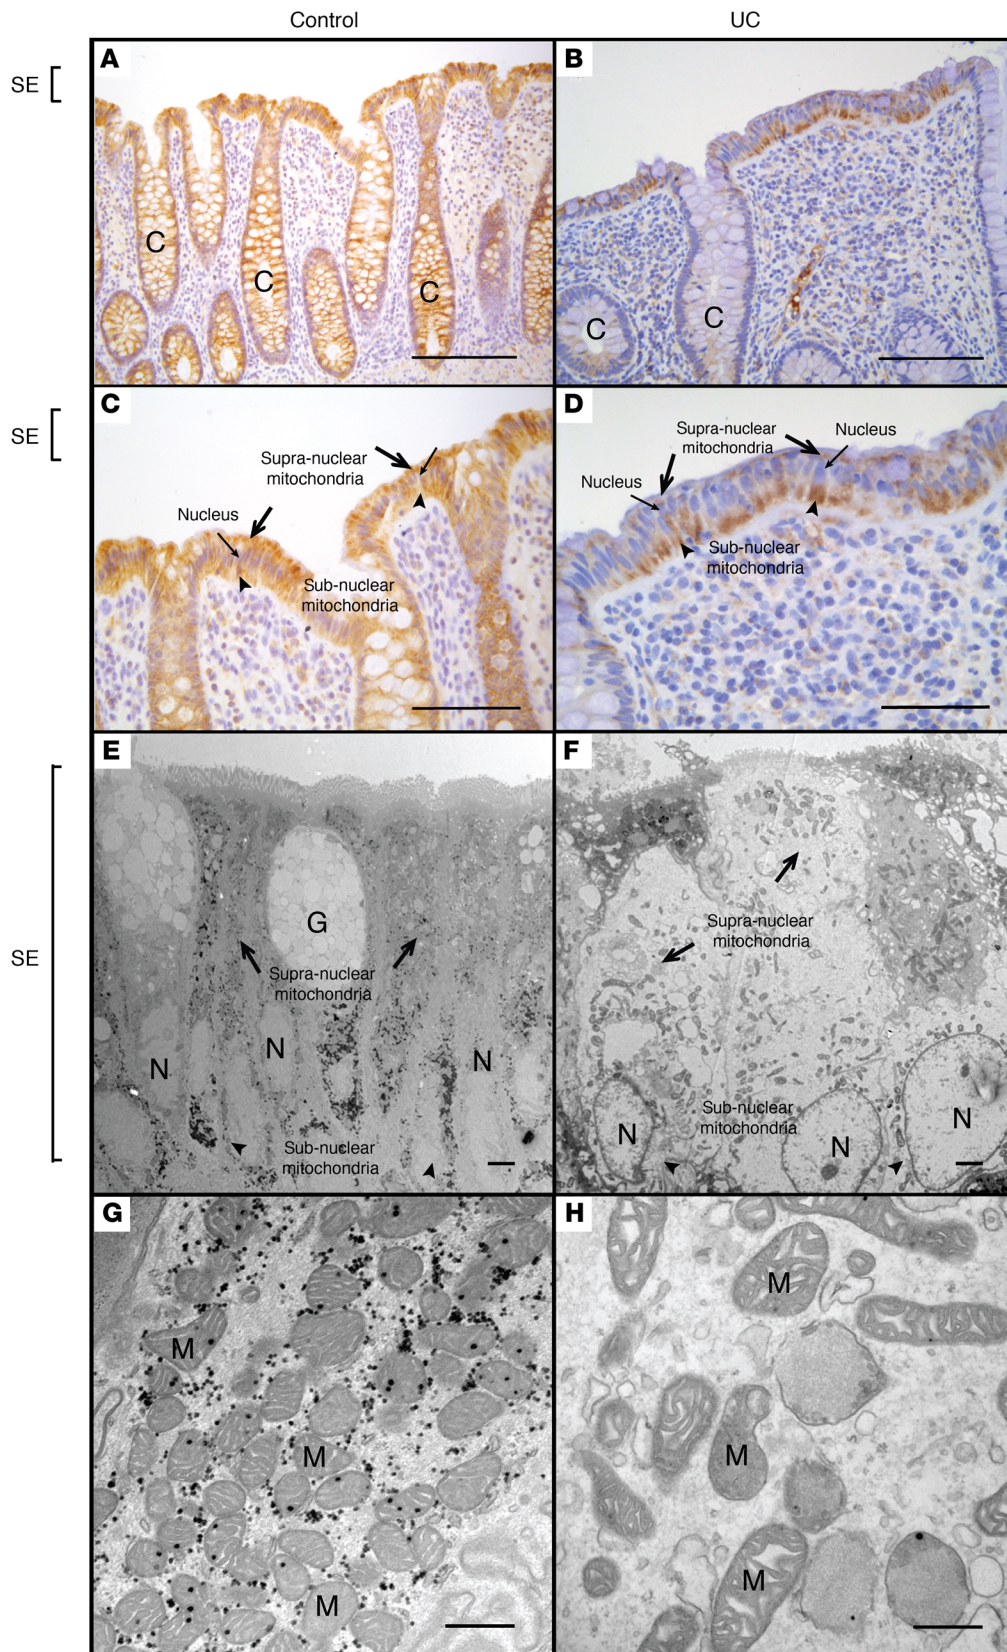 Control
UC
SE
A
B
C
C
C
C
C
SE
C
D
Supra-nuclear
mitochondria
Nucleus
Sub-nuclear
mitochondria
Supra-nuclear
mitochondria
Nucleus
Nucleus
Sub-nuclear
mitochondria
SE
E
F
G
Supra-nuclear
mitochondria
N
N
N
Sub-nuclear
mitochondria
Supra-nuclear
mitochondria
Sub-nuclear
mitochondria
N
N
N
G
H
M
M
M
M
M
M